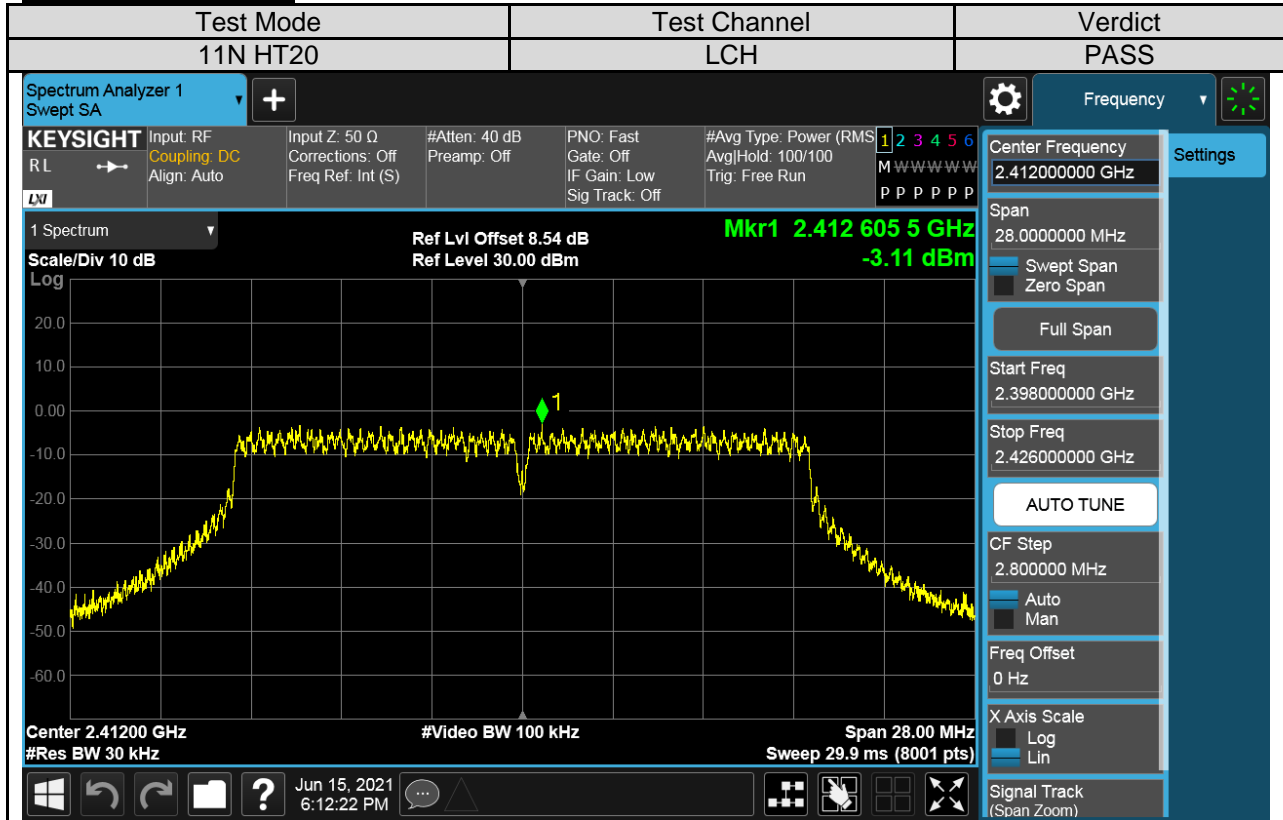 Test Mode Test Channel Verdict
11N HT20 LCH PASS
Spectrum Analyzer 1
Swept SA
+
Frequency
KEYSIGHT Input: RF Input Z: 50 Ω #Atten: 40 dB PNO: Fast #Avg Type: Power (RMS 1 2 3 4 5 6
RL Coupling: DC Corrections: Off Preamp: Off Gate: Off Avg|Hold: 100/100 M W W W W W
Align: Auto Freq Ref: Int (S) IF Gain: Low Trig: Free Run
LXI Sig Track: Off P P P P P P
1 Spectrum
Ref Lvl Offset 8.54 dB Mkr1 2.412 605 5 GHz
Scale/Div 10 dB Ref Level 30.00 dBm -3.11 dBm
Log
20.0
10.0
0.00
1
-10.0
-20.0
-30.0
-40.0
-50.0
-60.0
Center 2.41200 GHz #Video BW 100 kHz Span 28.00 MHz
#Res BW 30 kHz Sweep 29.9 ms (8001 pts)
Center Frequency
2.412000000 GHz
Settings
Span
28.0000000 MHz
Swept Span
Zero Span
Full Span
Start Freq
2.398000000 GHz
Stop Freq
2.426000000 GHz
AUTO TUNE
CF Step
2.800000 MHz
Auto
Man
Freq Offset
0 Hz
X Axis Scale
Log
Lin
Signal Track
(Span Zoom)
?
Jun 15, 2021
6:12:22 PM